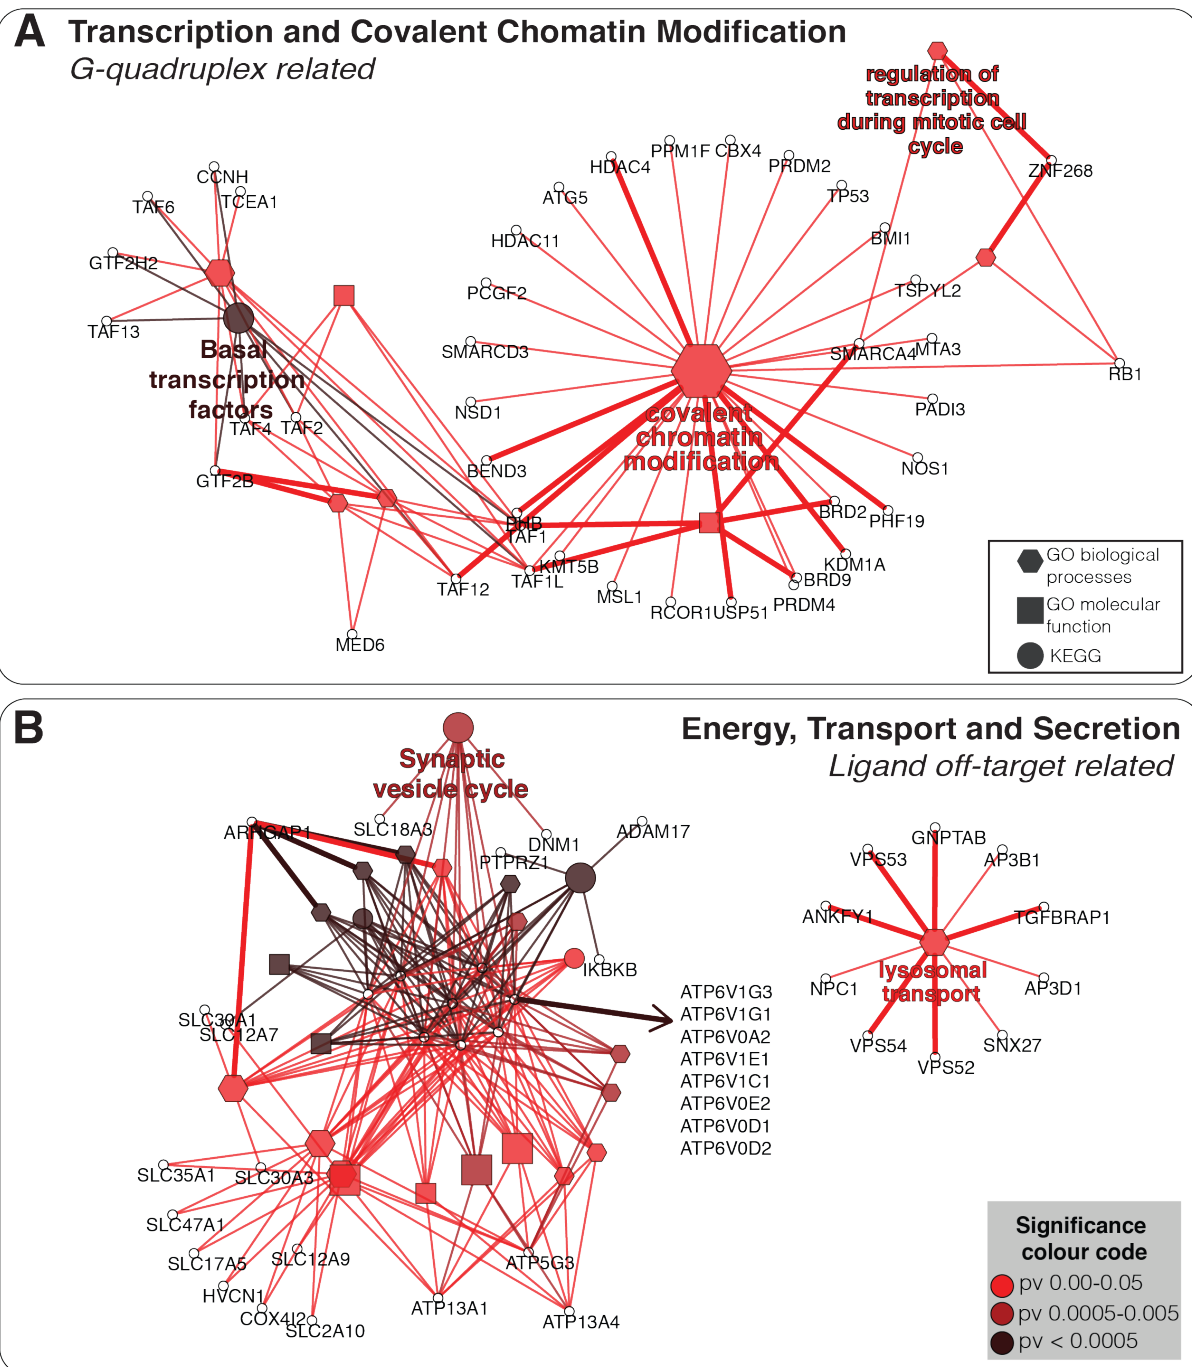 A Transcription and Covalent Chomatin Modification
G-quadruplex related
regulation of
transcription
during mitotic cell
cycle
ZNF268
CCNH
TCEA1
TAF6
GTF2H2
TAF13
Basal
transcription
factors
TAF4
TAF2
GTF2B
HDAC4
PPM1F
CBX4
PRDM2
ATG5
TP53
HDAC11
BMI1
PCGF2
TSPYL2
SMARCD3
SMARCA4
MTA3
RB1
NSD1
PADI3
covalent
chromatin
modification
BEND3
NOS1
PHB
TAF1
BRD2
PHF19
KMT5B
KDM1A
TAF12
TAF1L
MSL1
BRD9
RCOR1
USP51
PRDM4
MED6
GO biological
processes
GO molecular
function
KEGG
B Energy, Transport and Secretion
Ligand off-target related
Synaptic
vesicle cycle
ARHGAP1
SLC18A3
DNM1
ADAM17
PTPRZ1
IKBKB
SLC30A1
SLC12A7
ATP6V1G3
ATP6V1G1
ATP6V0A2
ATP6V1E1
ATP6V1C1
ATP6V0E2
ATP6V0D1
ATP6V0D2
GNPTAB
VPS53
AP3B1
ANKFY1
TGFBRAP1
lysosomal
transport
NPC1
AP3D1
VPS54
SNX27
VPS52
SLC35A1
SLC30A3
SLC47A1
SLC17A5
SLC12A9
HVCN1
COX4I2
SLC2A10
ATP5G3
ATP13A1
ATP13A4
Significance
colour code
pv 0.00-0.05
pv 0.0005-0.005
pv < 0.0005